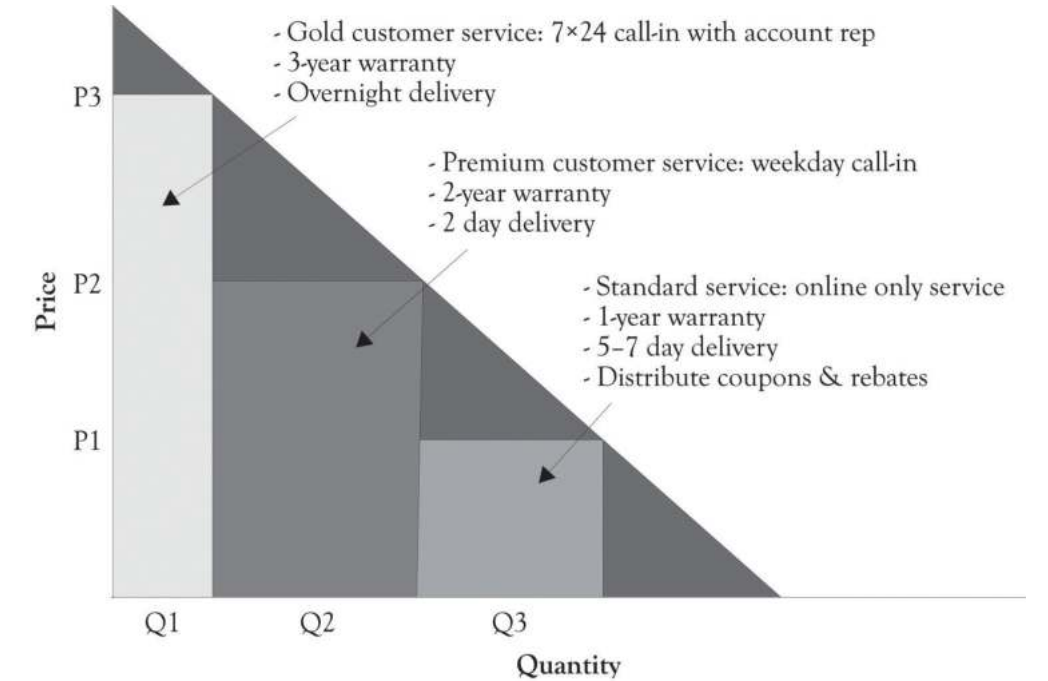 - Gold customer service: 7×24 call-in with account rep
- 3-year warranty
- Overnight delivery
P3
- Premium customer service: weekday call-in
- 2-year warranty
- 2 day delivery
P2
Price
- Standard service: online only service
- 1-year warranty
- 5–7 day delivery
- Distribute coupons & rebates
P1
Q1 Q2 Q3
Quantity